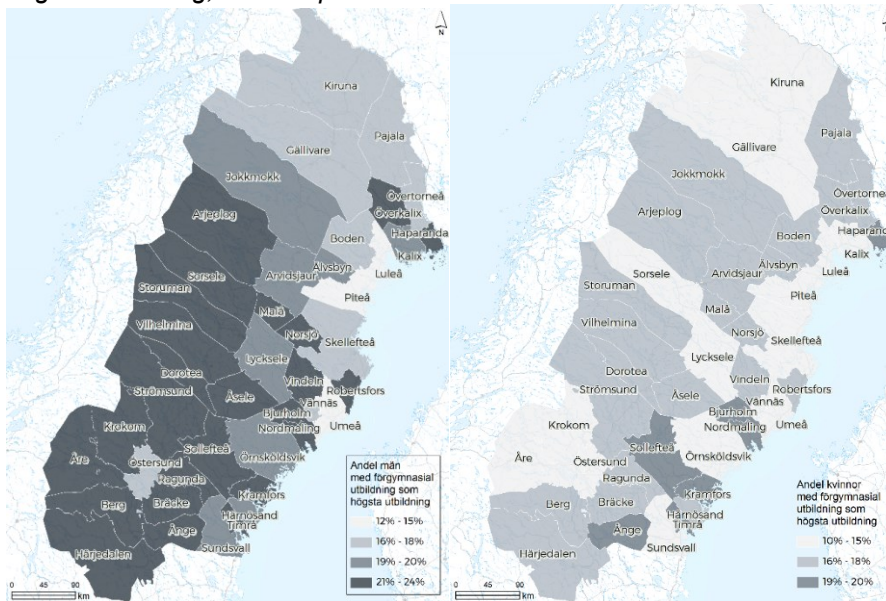 N
Kiruna
Gällivare
Pajala
Jokkmokk
Övertorneå
Överkalix
Arjeplog
Haparanda
Kalix
Boden
Älvsbyn
Luleå
Arvidsjaur
Sorsele
Storuman
Piteå
Malå
Vilhelmina
Norsjö
Skellefteå
Lycksele
Dorotea
Vindeln
Robertsfors
Strömsund
Åsele
Vännäs
Bjurholm
Umeå
Nordmaling
Krokom
Sollefteå
Örnsköldsvik
Åre
Östersund
Ragunda
Kramfors
Berg
Bräcke
Härnösand
Timrå
Ånge
Sundsvall
Härjedalen
Andel män
med förgymnasial
utbildning som
högsta utbildning
12% - 15%
16% - 18%
19% - 20%
21% - 24%
0 45 90
km
Kiruna
Pajala
Gällivare
Jokkmokk
Övertorneå
Överkalix
Arjeplog
Haparanda
Boden
Kalix
Älvsbyn
Luleå
Arvidsjaur
Sorsele
Storuman
Piteå
Malå
Vilhelmina
Norsjö
Skellefteå
Lycksele
Dorotea
Vindeln
Strömsund
Robertsfors
Åsele
Vännäs
Bjurholm
Umeå
Nordmaling
Krokom
Sollefteå
Örnsköldsvik
Åre
Östersund
Ragunda
Kramfors
Berg
Bräcke
Härnösand
Timrå
Ånge
Sundsvall
Härjedalen
Andel kvinnor
med förgymnasial
utbildning som
högsta utbildning
10% - 15%
16% - 18%
19% - 20%
0 45 90
km